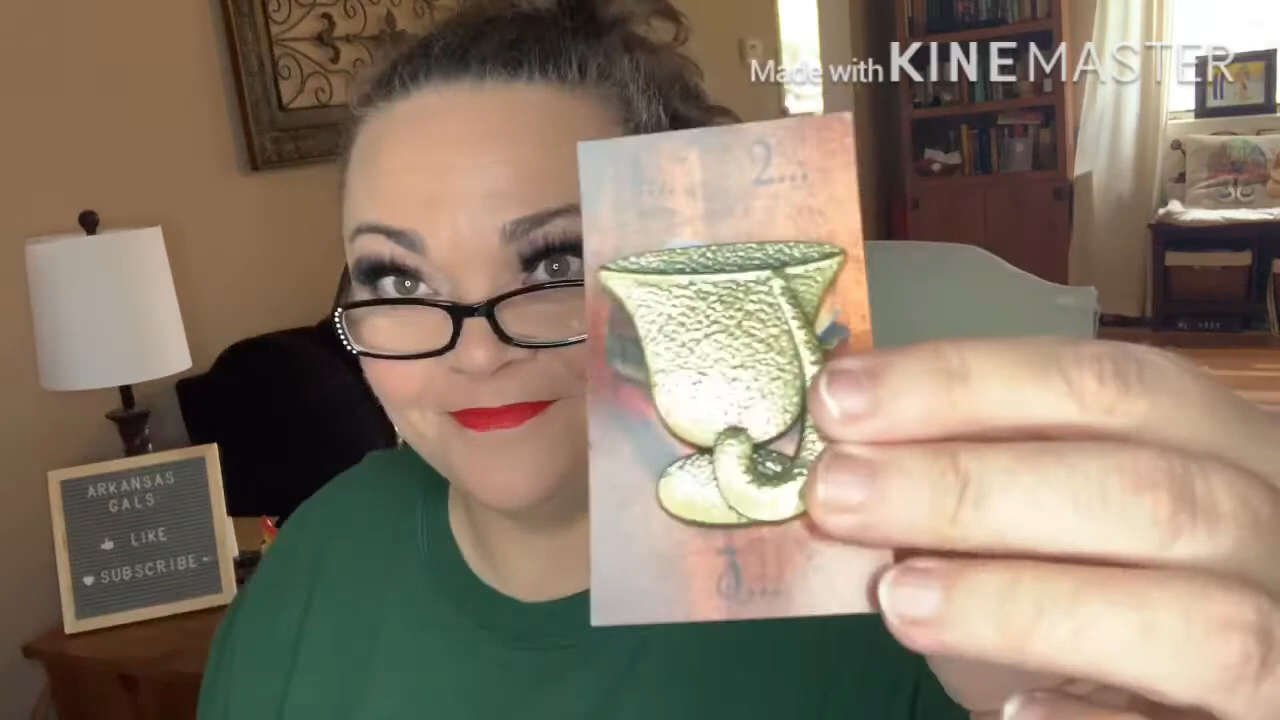 Made with KINEMASTER
2...
ARKANSAS
GALS
LIKE
SUBSCRIBE